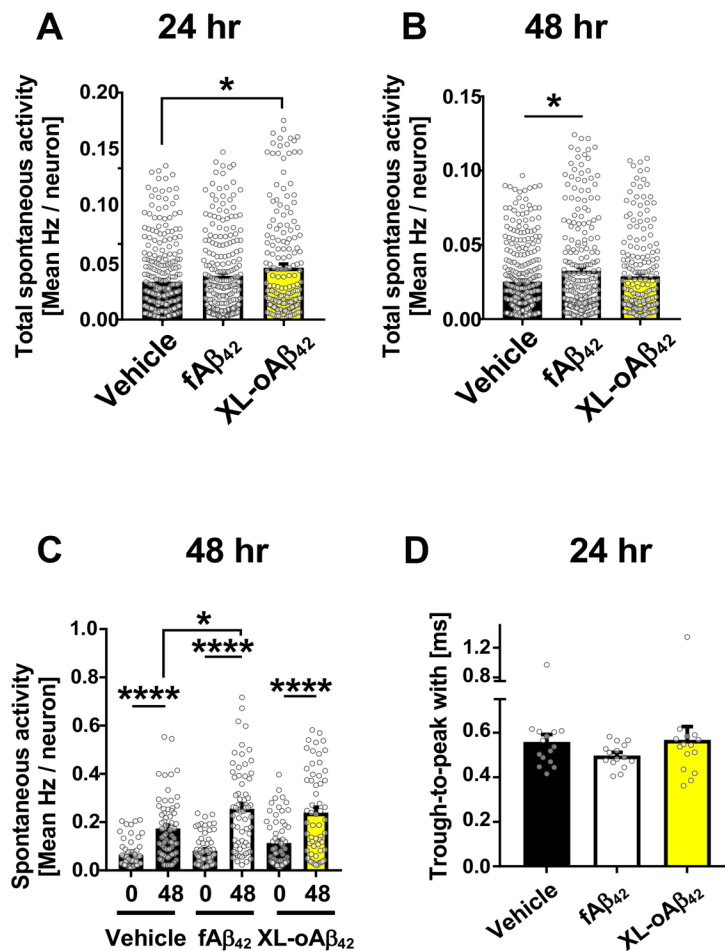 A 24 hr
Total spontaneous activity
[Mean Hz / neuron]
0.20
0.15
0.10
0.05
0.00
*
Vehicle
fAβ42
XL-oAβ42
B 48 hr
Total spontaneous activity
[Mean Hz / neuron]
0.15
0.10
0.05
0.00
*
Vehicle
fAβ42
XL-oAβ42
C 48 hr
Spontaneous activity
[Mean Hz / neuron]
1.0
0.8
0.6
0.4
0.2
0.0
*
****
****
****
0 48 0 48 0 48
Vehicle fAβ42 XL-oAβ42
D 24 hr
Trough-to-peak with [ms]
1.2
0.8
0.6
0.4
0.2
0.0
Vehicle
fAβ42
XL-oAβ42